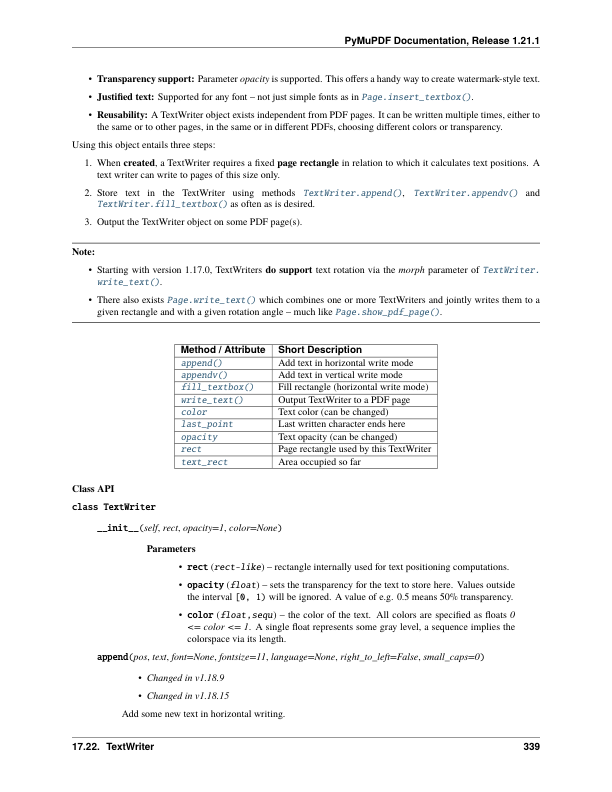 PyMuPDF Documentation, Release 1.21.1
• Transparency support: Parameter opacity is supported. This offers a handy way to create watermark-style text.
• Justified text: Supported for any font – not just simple fonts as in Page.insert_textbox().
• Reusability: A TextWriter object exists independent from PDF pages. It can be written multiple times, either to
the same or to other pages, in the same or in different PDFs, choosing different colors or transparency.
Using this object entails three steps:
1. When created, a TextWriter requires a fixed page rectangle in relation to which it calculates text positions. A
text writer can write to pages of this size only.
2. Store text in the TextWriter using methods TextWriter.append(), TextWriter.appendv() and
TextWriter.fill_textbox() as often as is desired.
3. Output the TextWriter object on some PDF page(s).
Note:
• Starting with version 1.17.0, TextWriters do support text rotation via the morph parameter of TextWriter.
write_text().
• There also exists Page.write_text() which combines one or more TextWriters and jointly writes them to a
given rectangle and with a given rotation angle – much like Page.show_pdf_page().
Method / Attribute Short Description
append() Add text in horizontal write mode
appendv() Add text in vertical write mode
fill_textbox() Fill rectangle (horizontal write mode)
write_text() Output TextWriter to a PDF page
color Text color (can be changed)
last_point Last written character ends here
opacity Text opacity (can be changed)
rect Page rectangle used by this TextWriter
text_rect Area occupied so far
Class API
class TextWriter
__init__(self, rect, opacity=1, color=None)
Parameters
• rect (rect-like) – rectangle internally used for text positioning computations.
• opacity (float) – sets the transparency for the text to store here. Values outside
the interval [0, 1) will be ignored. A value of e.g. 0.5 means 50% transparency.
• color (float,sequ) – the color of the text. All colors are specified as floats 0
<= color <= 1. A single float represents some gray level, a sequence implies the
colorspace via its length.
append(pos, text, font=None, fontsize=11, language=None, right_to_left=False, small_caps=0)
• Changed in v1.18.9
• Changed in v1.18.15
Add some new text in horizontal writing.
17.22. TextWriter 339